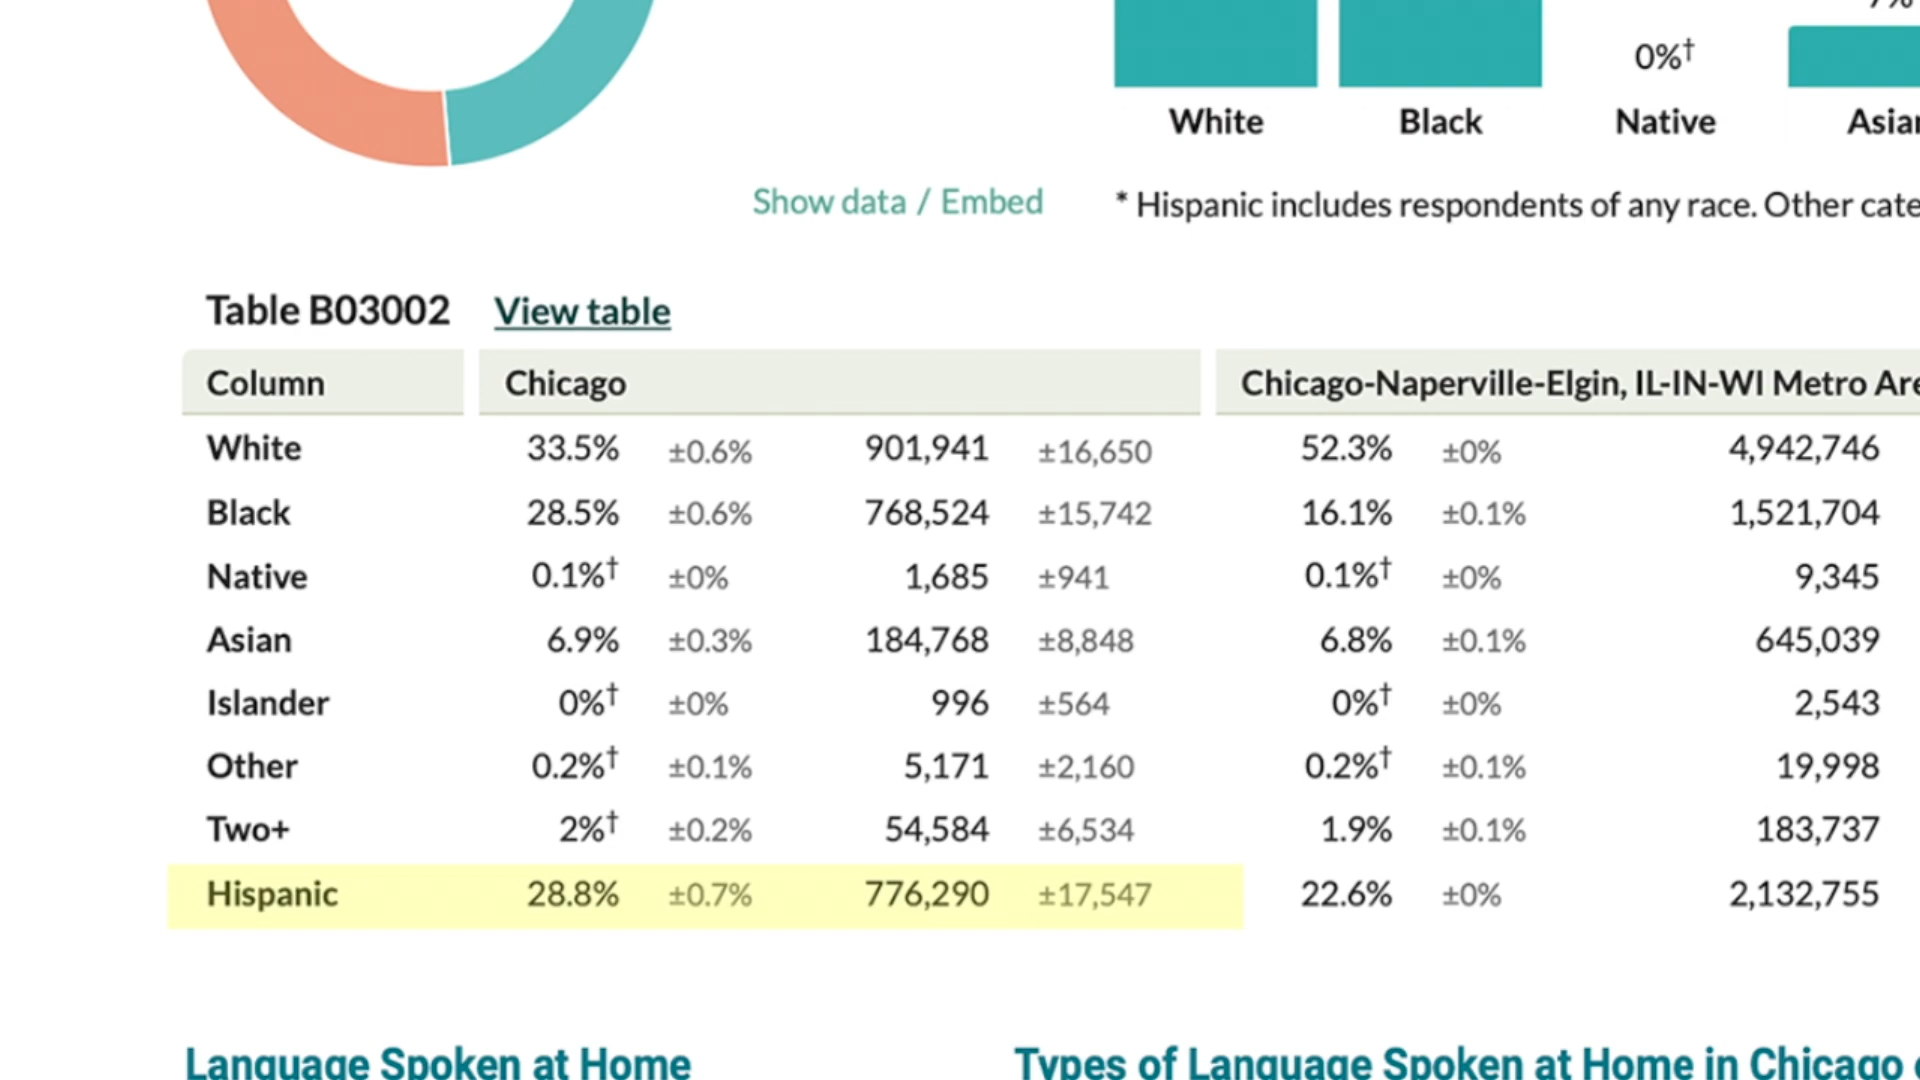 0%†
White Black Native Asian
Show data / Embed
* Hispanic includes respondents of any race. Other cate
Table B03002 View table
Column Chicago Chicago-Naperville-Elgin, IL-IN-WI Metro Are
White 33.5% ±0.6% 901,941 ±16,650 52.3% ±0% 4,942,746
Black 28.5% ±0.6% 768,524 ±15,742 16.1% ±0.1% 1,521,704
Native 0.1%† ±0% 1,685 ±941 0.1%† ±0% 9,345
Asian 6.9% ±0.3% 184,768 ±8,848 6.8% ±0.1% 645,039
Islander 0%† ±0% 996 ±564 0%† ±0% 2,543
Other 0.2%† ±0.1% 5,171 ±2,160 0.2%† ±0.1% 19,998
Two+ 2%† ±0.2% 54,584 ±6,534 1.9% ±0.1% 183,737
Hispanic 28.8% ±0.7% 776,290 ±17,547 22.6% ±0% 2,132,755
Language Spoken at Home Types of Language Spoken at Home in Chicago